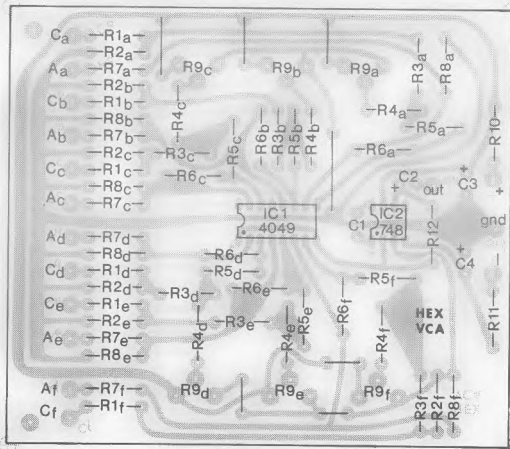 Ca
R1a
R2a
Aa
R7a
R2b
Cb
R1b
R8b
Ab
R7b
R2c
Cc
R1c
R8c
Ac
R7c
Ad
R7d
R8d
Cd
R1d
R2d
Ce
R1e
R2e
Ae
R7e
R8e
Af
R7f
Cf
R1f
R9c
R9b
R9a
R3a
R8a
R4c
R3c
R6c
R5c
R6b
R3b
R5b
R4b
R4a
R5a
R6a
R10
IC1
4049
C1
IC2
748
C2
+
out
C3
+
+
gnd
R12
+
C4
-
R6d
R5d
R6e
R3d
R3e
R4d
R4e
R5e
R6f
R5f
R4f
HEX
VCA
R11
R9d
R9e
R9f
R3f
R2f
R8f